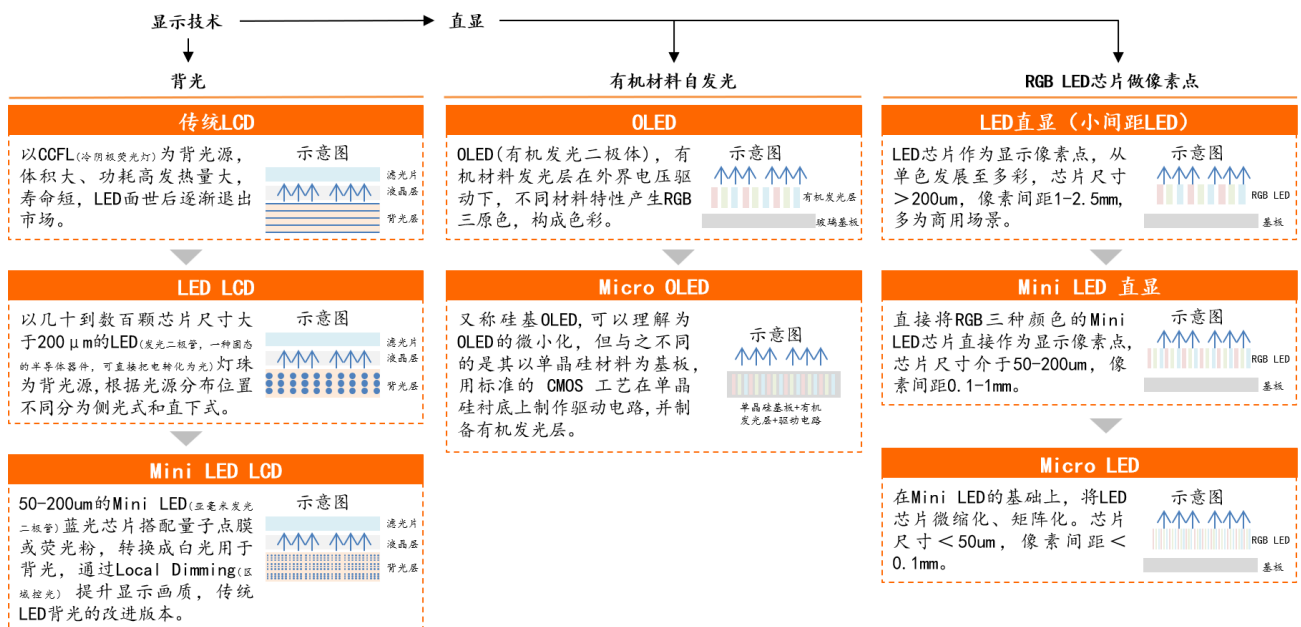 显示技术
直显
背光
有机材料自发光
RGB LED芯片做像素点
传统LCD
以CCFL(冷阴极荧光灯)为背光源,
体积大、功耗高发热量大,
寿命短,LED面世后逐渐退出
市场。
示意图
滤光片
液晶层
背光层
LED LCD
以几十到数百颗芯片尺寸大
于200μm的LED(发光二极管,一种固态
的半导体器件,可直接把电转化为光)灯珠
为背光源,根据光源分布位置
不同分为侧光式和直下式。
示意图
滤光片
液晶层
背光层
Mini LED LCD
50-200um的Mini LED(亚毫米发光
二极管)蓝光芯片搭配量子点膜
或荧光粉,转换成白光用于
背光,通过Local Dimming(区
域控光) 提升显示画质,传统
LED背光的改进版本。
示意图
滤光片
液晶层
背光层
OLED
OLED(有机发光二极体),有
机材料发光层在外界电压驱
动下,不同材料特性产生RGB
三原色,构成色彩。
示意图
有机发光层
玻璃基板
Micro OLED
又称硅基OLED,可以理解为
OLED的微小化,但与之不同
的是其以单晶硅材料为基板,
用标准的 CMOS 工艺在单晶
硅衬底上制作驱动电路,并制
备有机发光层。
示意图
单晶硅基板+有机
发光层+驱动电路
LED直显(小间距LED)
LED芯片作为显示像素点,从
单色发展至多彩,芯片尺寸
>200um,像素间距1-2.5mm,
多为商用场景。
示意图
RGB LED
基板
Mini LED 直显
直接将RGB三种颜色的Mini
LED芯片直接作为显示像素点,
芯片尺寸介于50-200um,像
素间距0.1-1mm。
示意图
RGB LED
基板
Micro LED
在Mini LED的基础上,将LED
芯片微缩化、矩阵化。芯片
尺寸<50um,像素间距<
0.1mm。
示意图
RGB LED
基板